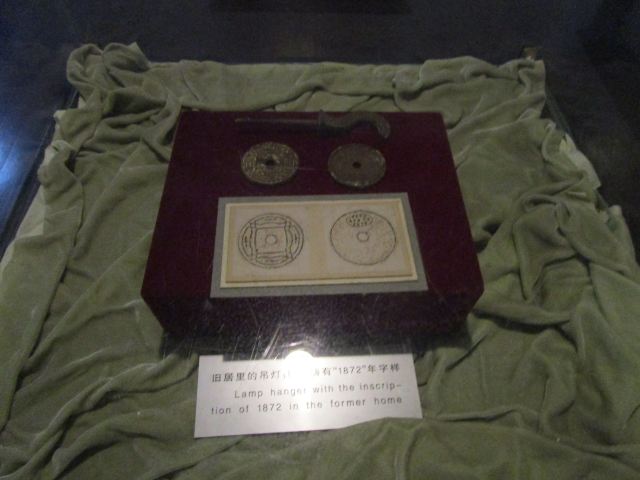 旧居里的吊灯 有"1872"年字样
Lamp hanger with the inscrip-
tion of 1872 in the former home